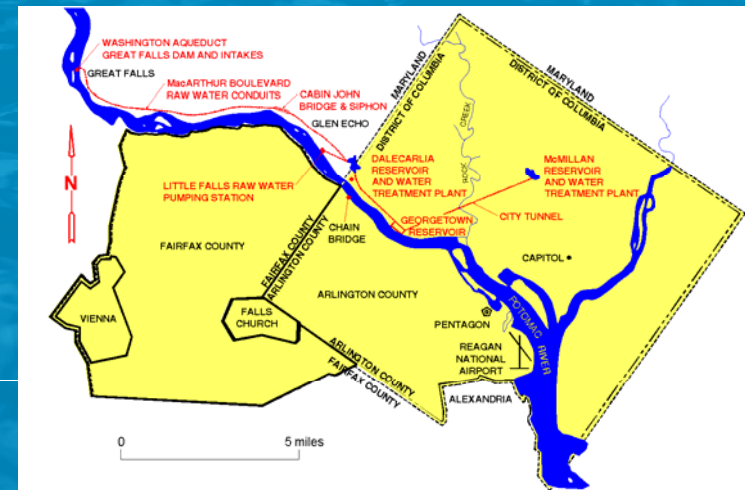 WASHINGTON AQUEDUCT
GREAT FALLS DAM AND INTAKES
GREAT FALLS
MacARTHUR BOULEVARD
RAW WATER CONDUITS
CABIN JOHN
BRIDGE & SIPHON
GLEN ECHO
MARYLAND
DISTRICT OF COLUMBIA
MARYLAND
DISTRICT OF COLUMBIA
ROCK CREEK
N
DALECARLIA
RESERVOIR
AND WATER
TREATMENT PLANT
McMILLAN
RESERVOIR
AND WATER
TREATMENT PLANT
LITTLE FALLS RAW WATER
PUMPING STATION
CHAIN
BRIDGE
GEORGETOWN
RESERVOIR
CITY TUNNEL
FAIRFAX COUNTY
FAIRFAX COUNTY
ARLINGTON COUNTY
CAPITOL
ARLINGTON COUNTY
VIENNA
FALLS
CHURCH
PENTAGON
POTOMAC RIVER
REAGAN
NATIONAL
AIRPORT
ARLINGTON COUNTY
FAIRFAX COUNTY
ALEXANDRIA
0 5 miles